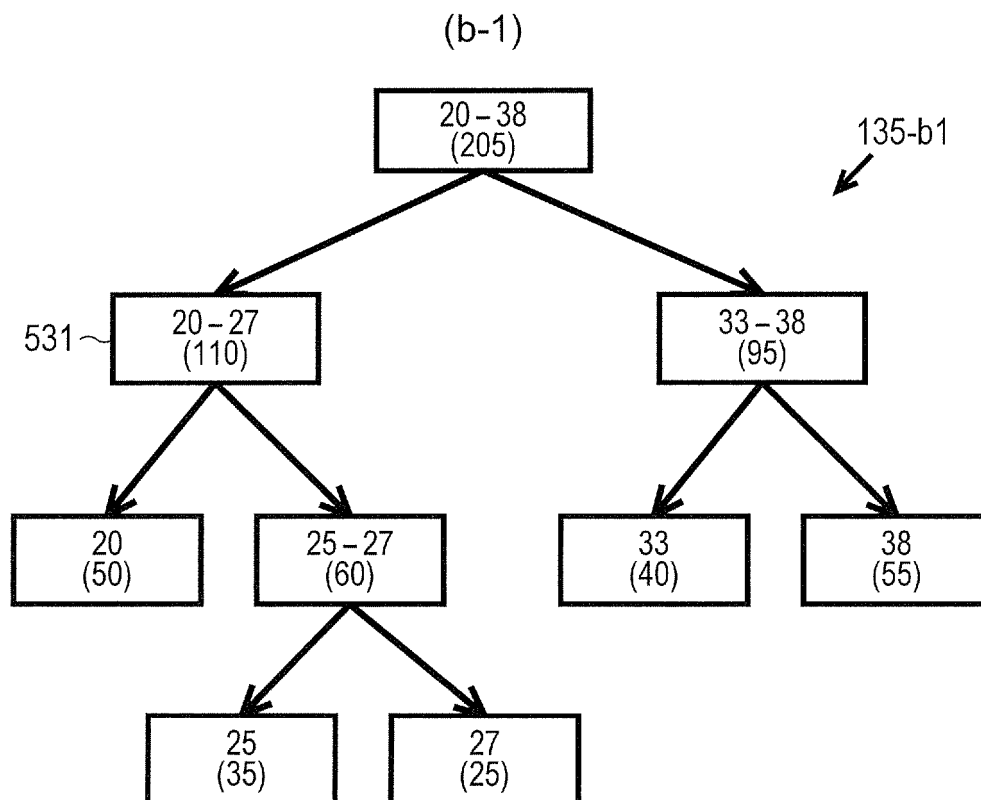 (b-1)
20 – 38
(205)
135-b1
531
20 – 27
(110)
33 – 38
(95)
20
(50)
25 – 27
(60)
33
(40)
38
(55)
25
(35)
27
(25)